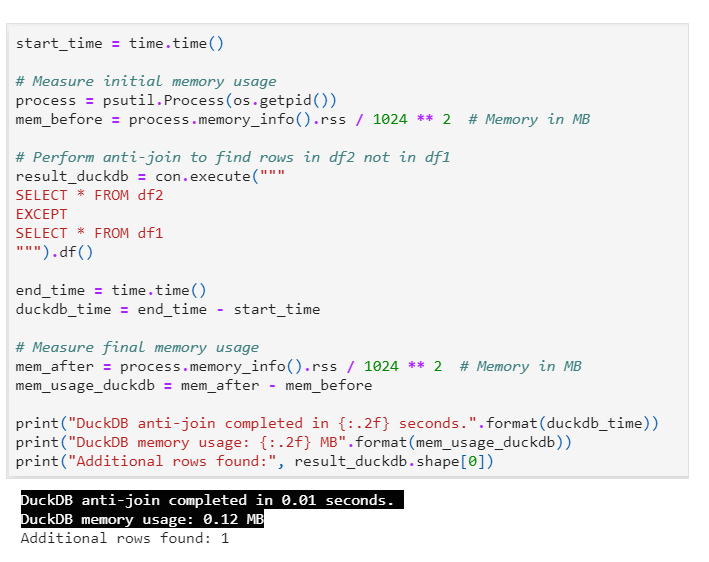 start_time = time.time()
# Measure initial memory usage
process = psutil.Process(os.getpid())
mem_before = process.memory_info().rss / 1024 ** 2  # Memory in MB
# Perform anti-join to find rows in df2 not in df1
result_duckdb = con.execute("""
SELECT * FROM df2
EXCEPT
SELECT * FROM df1
""").df()
end_time = time.time()
duckdb_time = end_time - start_time
# Measure final memory usage
mem_after = process.memory_info().rss / 1024 ** 2  # Memory in MB
mem_usage_duckdb = mem_after - mem_before
print("DuckDB anti-join completed in {:.2f} seconds.".format(duckdb_time))
print("DuckDB memory usage: {:.2f} MB".format(mem_usage_duckdb))
print("Additional rows found:", result_duckdb.shape[0])
DuckDB anti-join completed in 0.01 seconds.
DuckDB memory usage: 0.12 MB
Additional rows found: 1